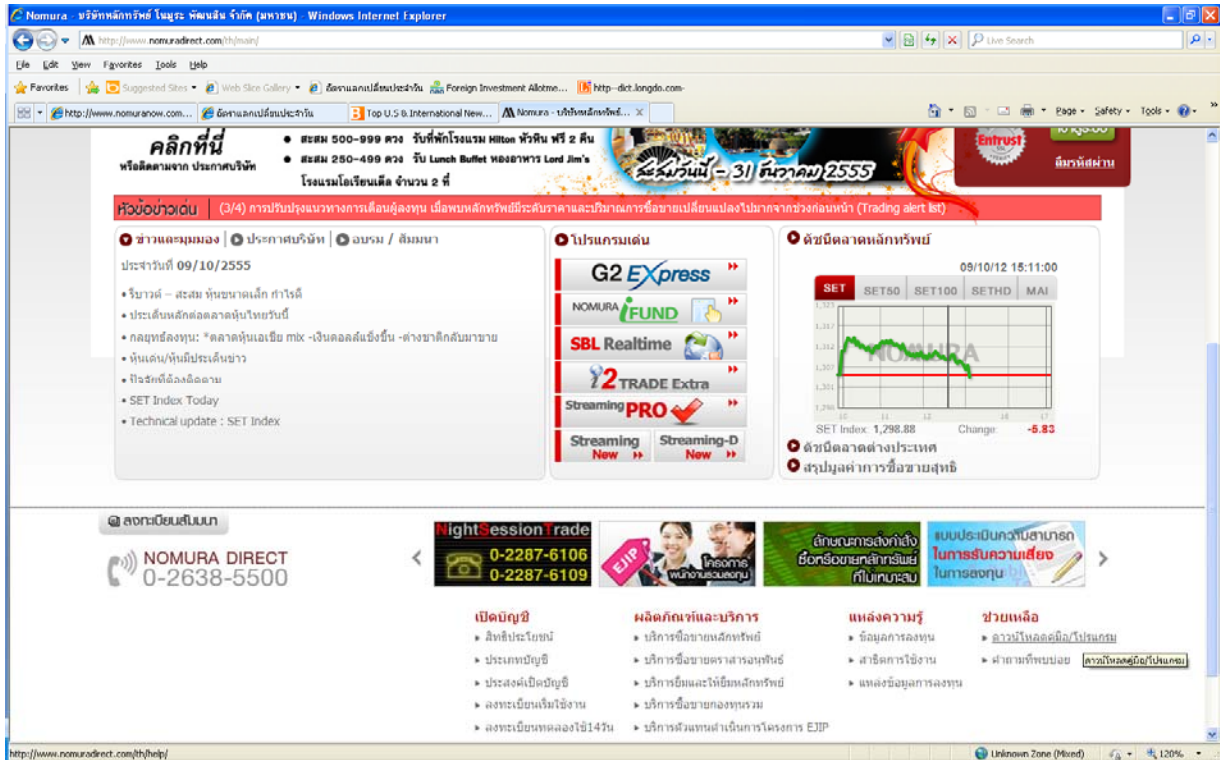 Nomura - บริษัทหลักทรัพย์ โนมูระ พัฒนสิน จำกัด (มหาชน) - Windows Internet Explorer
http://www.nomuradirect.com/th/main/
Live Search
File Edit View Favorites Tools Help
Favorites Suggested Sites Web Slice Gallery อัตราแลกเปลี่ยนประจำวัน Foreign Investment Allotme... http--dict.longdo.com-
http://www.nomuranow.com... อัตราแลกเปลี่ยนประจำวัน Top U.S & International New... Nomura - บริษัทหลักทรัพย์... Page Safety Tools
คลิกที่นี่
หรือติดตามจาก ประกาศบริษัท
• สะสม 500-999 ดวง รับที่พักโรงแรม Hilton หัวหิน ฟรี 2 คืน
• สะสม 250-499 ดวง รับ Lunch Buffet ห้องอาหาร Lord Jim's
โรงแรมโอเรียนเต็ล จำนวน 2 ที่
สะสมวันนี้ - 31 ธันวาคม 2555
Entrust
เข้าสู่ระบบ
ลืมรหัสผ่าน
หัวข้อข่าวเด่น (3/4) การปรับปรุงแนวทางการเตือนผู้ลงทุน เมื่อพบหลักทรัพย์มีระดับราคาและปริมาณการซื้อขายเปลี่ยนแปลงไปมากจากช่วงก่อนหน้า (Trading alert list)
ข่าวและมุมมอง ประกาศบริษัท อบรม / สัมมนา
ประจำวันที่ 09/10/2555
• รีบาวด์ – สะสม หุ้นขนาดเล็ก กำไรดี
• ประเด็นหลักต่อตลาดหุ้นไทยวันนี้
• กลยุทธ์ลงทุน: *ตลาดหุ้นเอเชีย mix -เงินดอลล์แข็งขึ้น -ต่างชาติกลับมาขาย
• หุ้นเด่น/หุ้นมีประเด็นข่าว
• ปัจจัยที่ต้องติดตาม
• SET Index Today
• Technical update : SET Index
โปรแกรมเด่น
G2 EXpress
NOMURA iFUND
SBL Realtime
i2 TRADE Extra
Streaming PRO
Streaming New
Streaming-D New
ดัชนีตลาดหลักทรัพย์
09/10/12 15:11:00
SET SET50 SET100 SETHD MAI
1,323
1,317
1,312
1,307
1,301
1,296
NOMURA
10 11 12 16 17
SET Index: 1,298.88 Change: -5.83
ดัชนีตลาดต่างประเทศ
สรุปมูลค่าการซื้อขายสุทธิ
ลงทะเบียนสัมมนา
NOMURA DIRECT
0-2638-5500
NightSessionTrade
0-2287-6106
0-2287-6109
EJIP
โครงการ
พนักงานร่วมลงทุน
ลักษณะการส่งคำสั่ง
ซื้อหรือขายหลักทรัพย์
ที่ไม่เหมาะสม
แบบประเมินความสามารถ
ในการรับความเสี่ยง
ในการลงทุน
เปิดบัญชี
สิทธิประโยชน์
ประเภทบัญชี
ประสงค์เปิดบัญชี
ลงทะเบียนเริ่มใช้งาน
ลงทะเบียนทดลองใช้14วัน
ผลิตภัณฑ์และบริการ
บริการซื้อขายหลักทรัพย์
บริการซื้อขายตราสารอนุพันธ์
บริการยืมและให้ยืมหลักทรัพย์
บริการซื้อขายกองทุนรวม
บริการตัวแทนดำเนินการโครงการ EJIP
แหล่งความรู้
ข้อมูลการลงทุน
สาธิตการใช้งาน
แหล่งข้อมูลการลงทุน
ช่วยเหลือ
ดาวน์โหลดคู่มือ/โปรแกรม
คำถามที่พบบ่อย
ดาวน์โหลดคู่มือ/โปรแกรม
http://www.nomuradirect.com/th/help/
Unknown Zone (Mixed)
120%